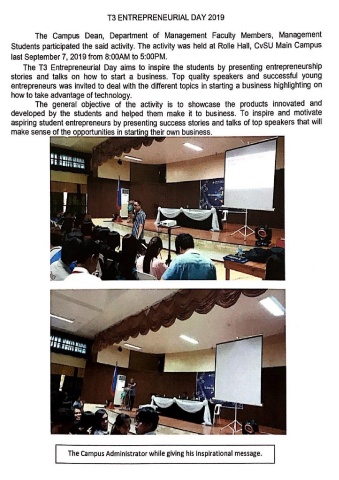 T3 ENTREPRENEURIAL DAY 2019
The Campus Dean, Department of Management Faculty Members, Management
Students participated the said activity. The activity was held at Rolle Hall, CvSU Main Campus
last September 7, 2019 from 8:00AM to 5:00PM.
The T3 Entrepreneurial Day aims to inspire the students by presenting entrepreneurship
stories and talks on how to start a business. Top quality speakers and successful young
entrepreneurs was invited to deal with the different topics in starting a business highlighting on
how to take advantage of technology.
The general objective of the activity is to showcase the products innovated and
developed by the students and helped them make it to business. To inspire and motivate
aspiring student entrepreneurs by presenting success stories and talks of top speakers that will
make sense of the opportunities in starting their own business.
The Campus Administrator while giving his inspirational message.